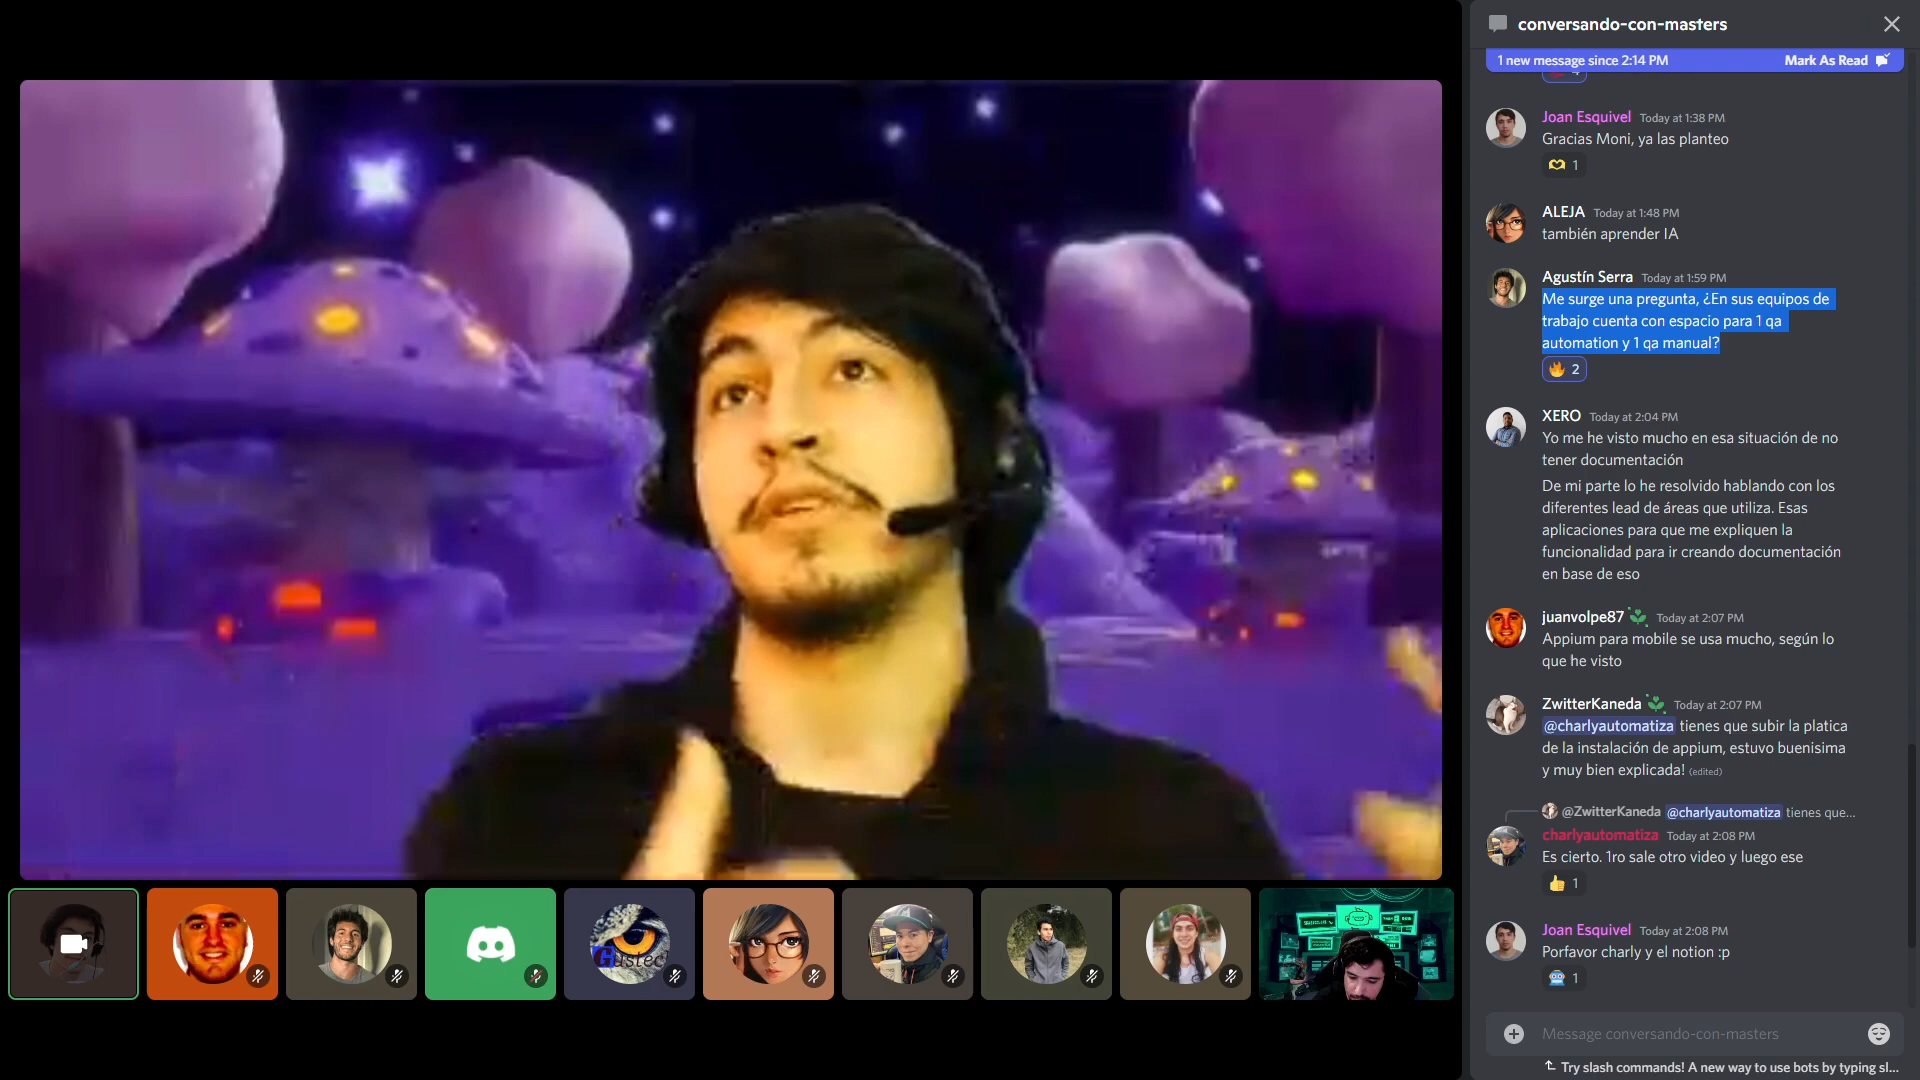 conversando-con-masters
1 new message since 2:14 PM Mark As Read
Joan Esquivel Today at 1:38 PM
Gracias Moni, ya las planteo
1
ALEJA Today at 1:48 PM
también aprender IA
Agustín Serra Today at 1:59 PM
Me surge una pregunta, ¿En sus equipos de
trabajo cuenta con espacio para 1 qa
automation y 1 qa manual?
2
XERO Today at 2:04 PM
Yo me he visto mucho en esa situación de no
tener documentación
De mi parte lo he resolvido hablando con los
diferentes lead de áreas que utiliza. Esas
aplicaciones para que me expliquen la
funcionalidad para ir creando documentación
en base de eso
juanvolpe87 Today at 2:07 PM
Appium para mobile se usa mucho, según lo
que he visto
ZwitterKaneda Today at 2:07 PM
@charlyautomatiza tienes que subir la platica
de la instalación de appium, estuvo buenisima
y muy bien explicada! (edited)
@ZwitterKaneda @charlyautomatiza tienes que...
charlyautomatiza Today at 2:08 PM
Es cierto. 1ro sale otro video y luego ese
1
Joan Esquivel Today at 2:08 PM
Porfavor charly y el notion :p
1
Message conversando-con-masters
Try slash commands! A new way to use bots by typing sl...